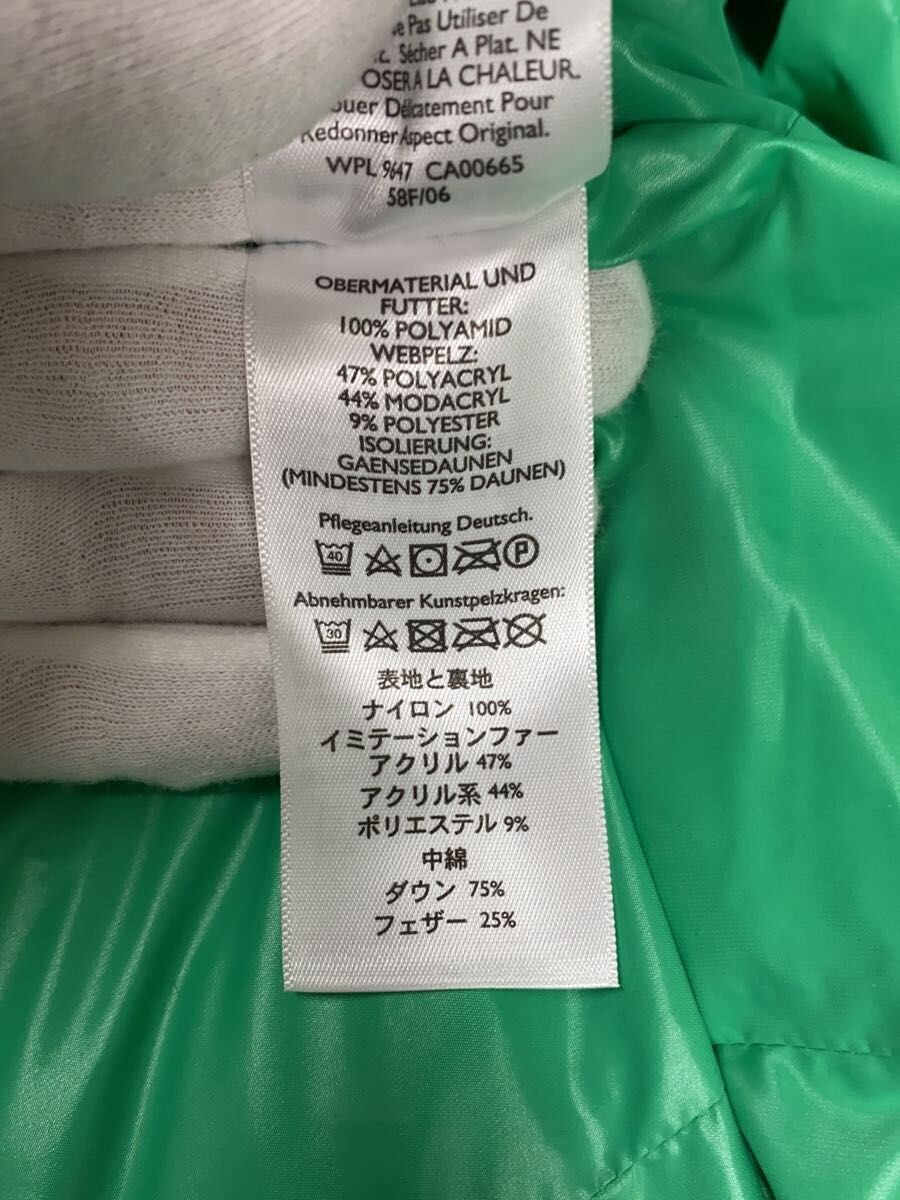 Pas Utiliser De
Sécher A Plat. NE
A LA CHALEUR.
Délicatement Pour
Redonner Aspect Original.
WPL 9647 CA00665
58F/06
OBERMATERIAL UND
FUTTER:
100% POLYAMID
WEBPELZ:
47% POLYACRYL
44% MODACRYL
9% POLYESTER
ISOLIERUNG:
GAENSEDAUNEN
(MINDESTENS 75% DAUNEN)
Pflegeanleitung Deutsch.
40 P
Abnehmbarer Kunstpelzkragen:
30
表地と裏地
ナイロン 100%
イミテーションファー
アクリル 47%
アクリル系 44%
ポリエステル 9%
中綿
ダウン 75%
フェザー 25%